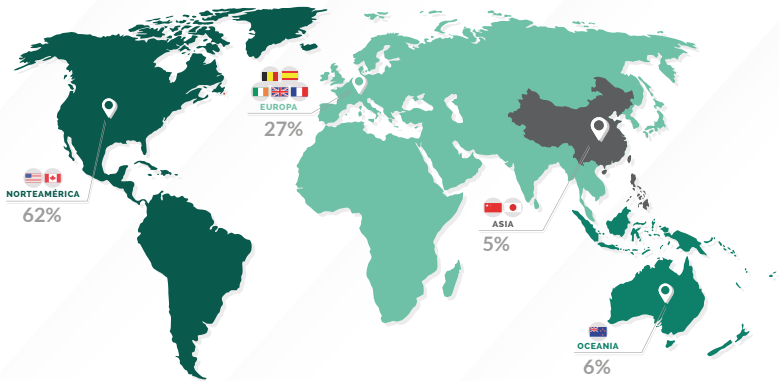 EUROPA
27%
NORTEAMÉRICA
62%
ASIA
5%
OCEANIA
6%